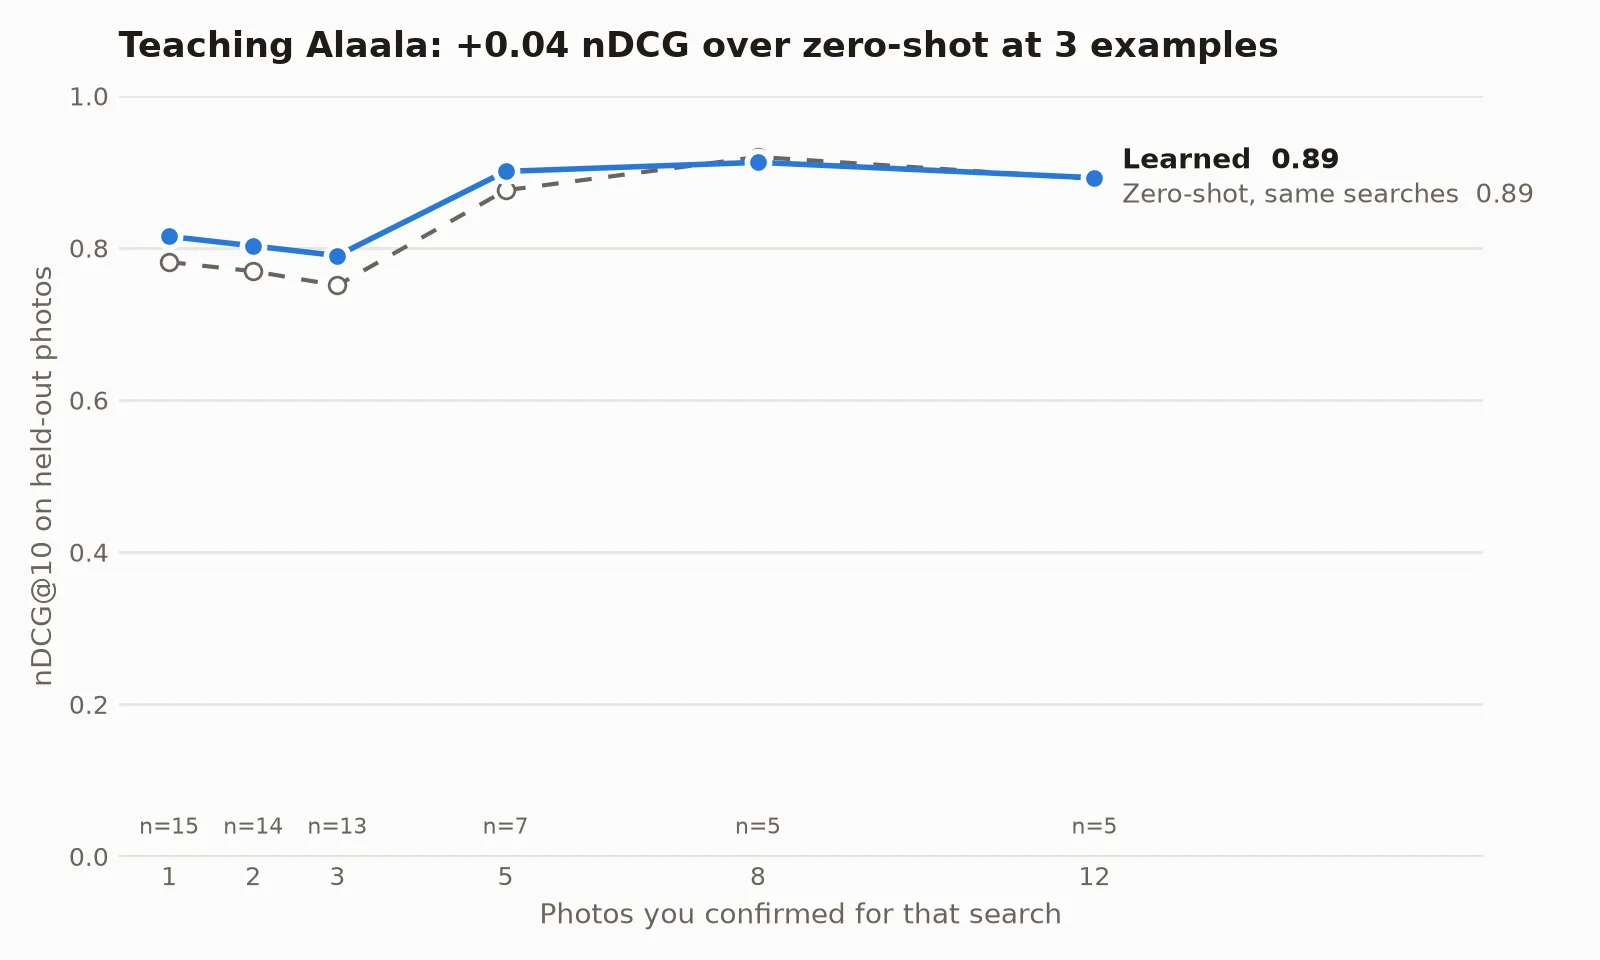 Teaching Alaala: +0.04 nDCG over zero-shot at 3 examples
nDCG@10 on held-out photos
1.0
0.8
0.6
0.4
0.2
0.0
Learned 0.89
Zero-shot, same searches 0.89
n=15 n=14 n=13 n=7 n=5 n=5
1 2 3 5 8 12
Photos you confirmed for that search